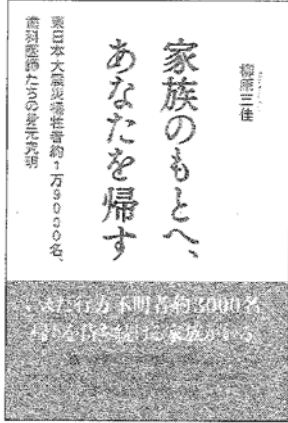 柳原三佳
家族のもとへ、
あなたを帰す
東日本大震災犠牲者約1万9000名、
歯科医師たちの身元究明
いまだ行方不明者約3000名。
帰りを待ち続ける家族がいる